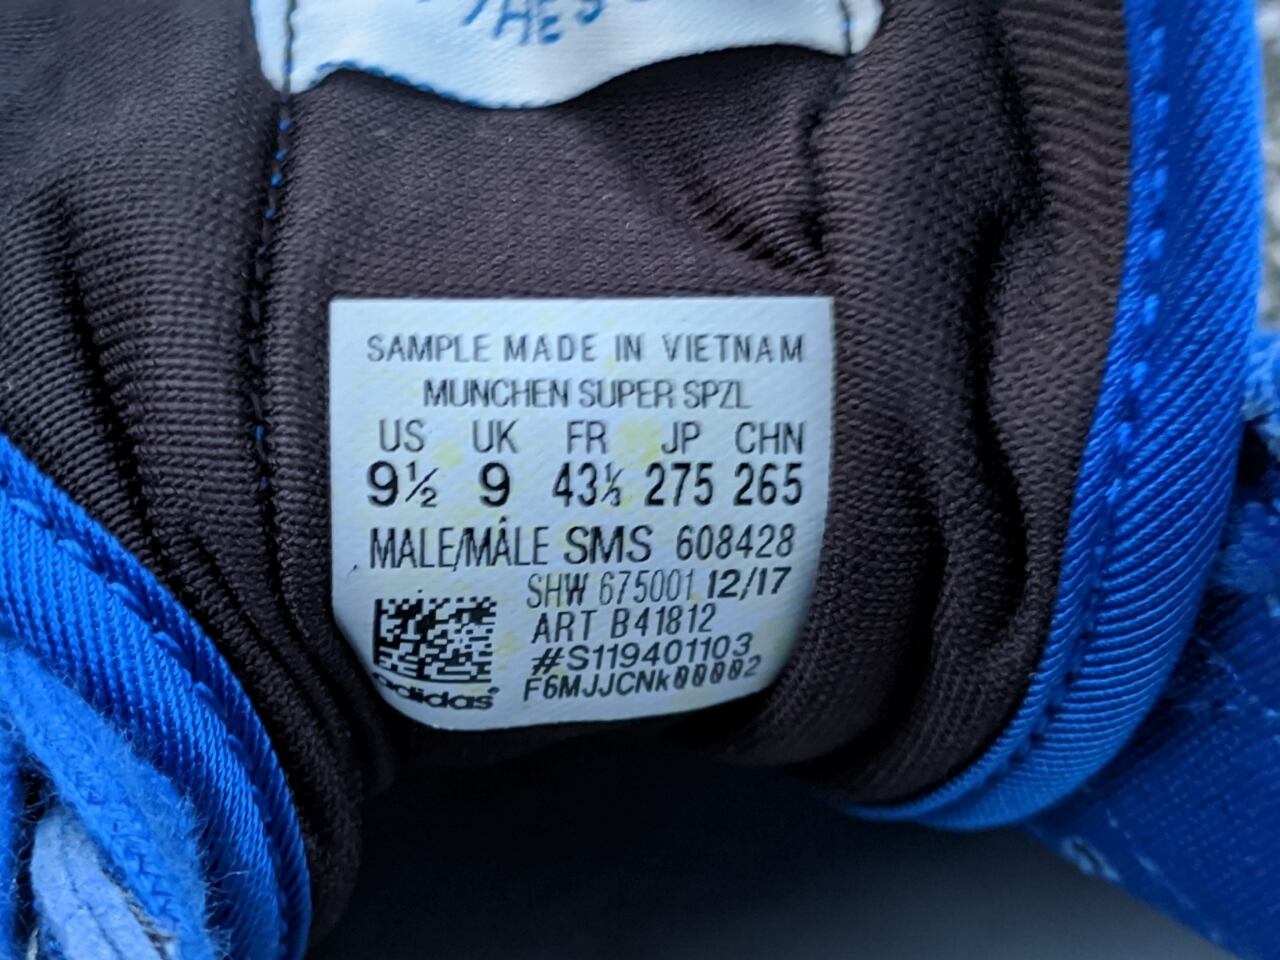 THE S
SAMPLE MADE IN VIETNAM
MUNCHEN SUPER SPZL
US UK FR JP CHN
9½ 9 43⅓ 275 265
MALE/MÂLE SMS 608428
SHW 675001 12/17
ART B41812
#S119401103
F6MJJCNk00002
adidas®